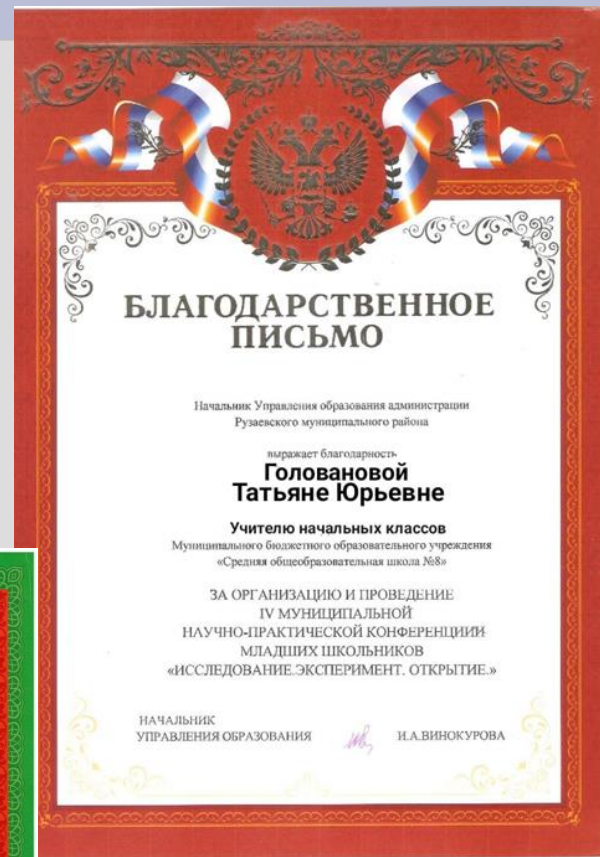 БЛАГОДАРСТВЕННОЕ
ПИСЬМО
Начальник Управления образования администрации
Рузаевского муниципального района
выражает благодарность
Головановой
Татьяне Юрьевне
Учителю начальных классов
Муниципального бюджетного образовательного учреждения
«Средняя общеобразовательная школа №8»
ЗА ОРГАНИЗАЦИЮ И ПРОВЕДЕНИЕ
IV МУНИЦИПАЛЬНОЙ
НАУЧНО-ПРАКТИЧЕСКОЙ КОНФЕРЕНЦИИИ
МЛАДШИХ ШКОЛЬНИКОВ
«ИССЛЕДОВАНИЕ.ЭКСПЕРИМЕНТ. ОТКРЫТИЕ.»
НАЧАЛЬНИК
УПРАВЛЕНИЯ ОБРАЗОВАНИЯ И.А.ВИНОКУРОВА